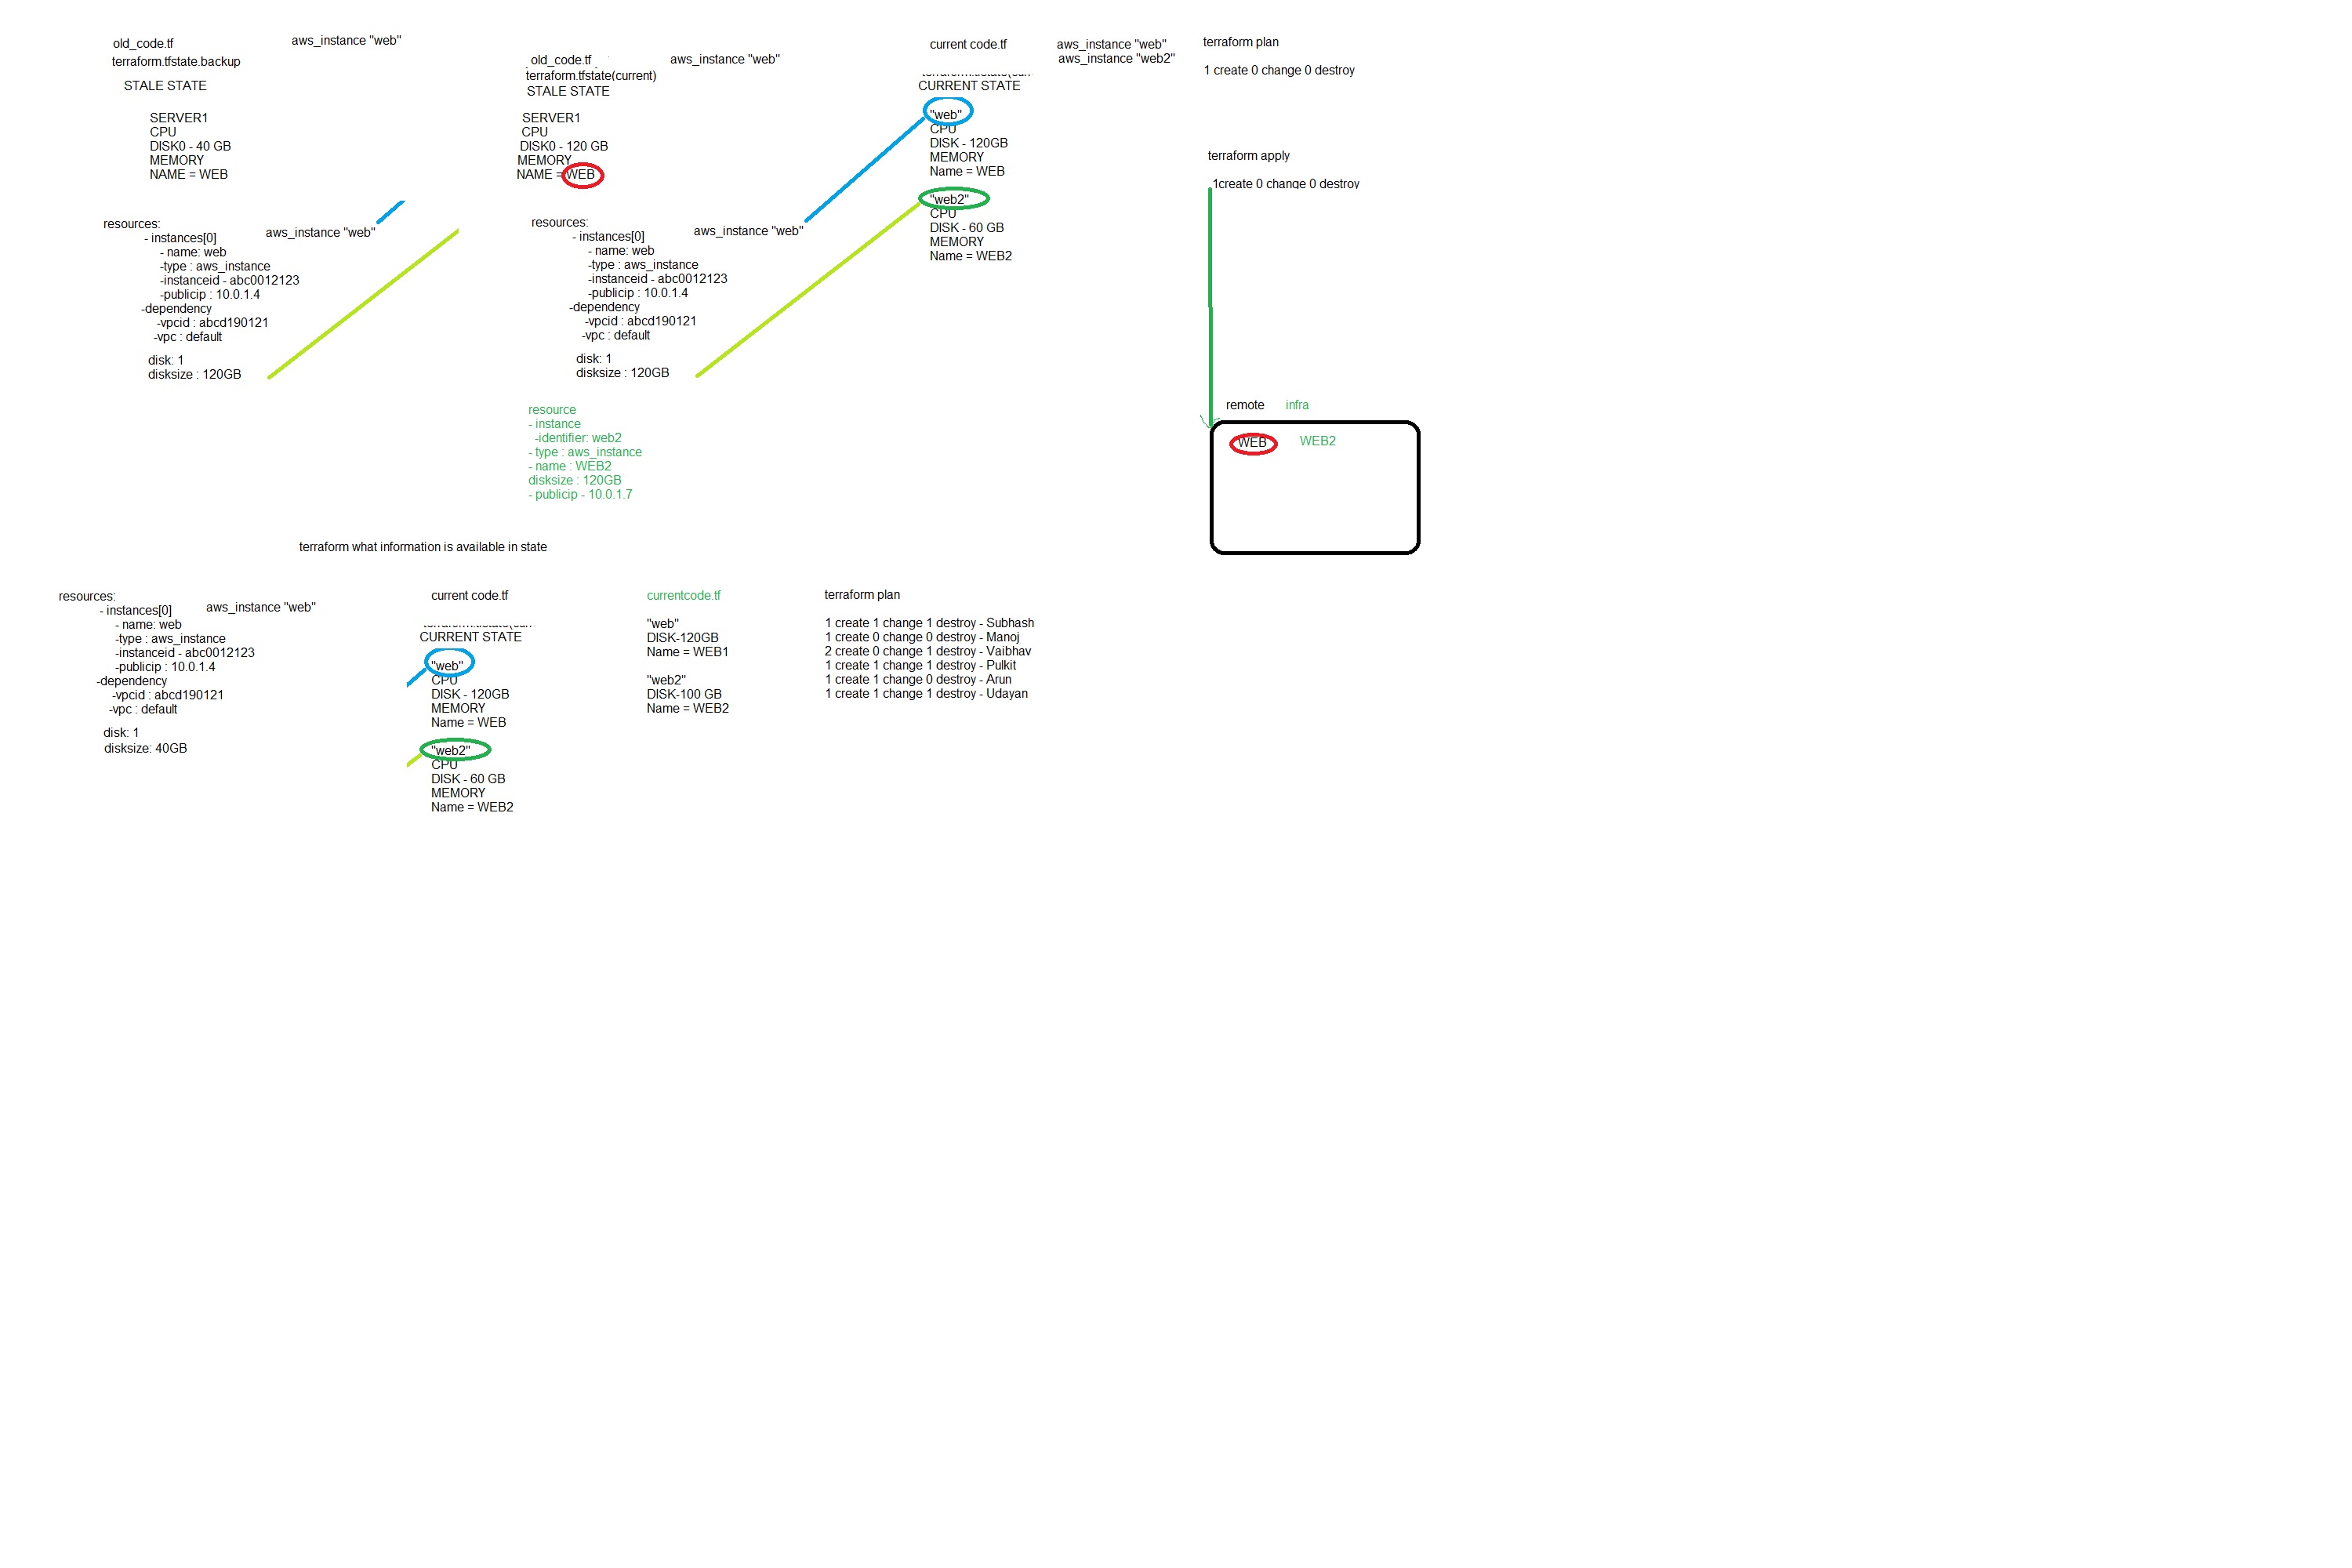 old_code.tf
terraform.tfstate.backup
aws_instance "web"
STALE STATE
SERVER1
CPU
DISK0 - 40 GB
MEMORY
NAME = WEB
resources:
- instances[0]
aws_instance "web"
- name: web
-type : aws_instance
-instanceid - abc0012123
-publicip : 10.0.1.4
-dependency
-vpcid : abcd190121
-vpc : default
disk: 1
disksize : 120GB
old_code.tf
terraform.tfstate(current)
aws_instance "web"
STALE STATE
SERVER1
CPU
DISK0 - 120 GB
MEMORY
NAME = WEB
resources:
- instances[0]
aws_instance "web"
- name: web
-type : aws_instance
-instanceid - abc0012123
-publicip : 10.0.1.4
-dependency
-vpcid : abcd190121
-vpc : default
disk: 1
disksize : 120GB
resource
- instance
-identifier: web2
- type : aws_instance
- name : WEB2
disksize : 120GB
- publicip - 10.0.1.7
current code.tf
aws_instance "web"
aws_instance "web2"
CURRENT STATE
"web"
CPU
DISK - 120GB
MEMORY
Name = WEB
"web2"
CPU
DISK - 60 GB
MEMORY
Name = WEB2
terraform plan
1 create 0 change 0 destroy
terraform apply
1create 0 change 0 destroy
remote infra
WEB WEB2
terraform what information is available in state
resources:
- instances[0]
aws_instance "web"
- name: web
-type : aws_instance
-instanceid - abc0012123
-publicip : 10.0.1.4
-dependency
-vpcid : abcd190121
-vpc : default
disk: 1
disksize: 40GB
current code.tf
CURRENT STATE
"web"
CPU
DISK - 120GB
MEMORY
Name = WEB
"web2"
CPU
DISK - 60 GB
MEMORY
Name = WEB2
currentcode.tf
"web"
DISK-120GB
Name = WEB1
"web2"
DISK-100 GB
Name = WEB2
terraform plan
1 create 1 change 1 destroy - Subhash
1 create 0 change 0 destroy - Manoj
2 create 0 change 1 destroy - Vaibhav
1 create 1 change 1 destroy - Pulkit
1 create 1 change 0 destroy - Arun
1 create 1 change 1 destroy - Udayan